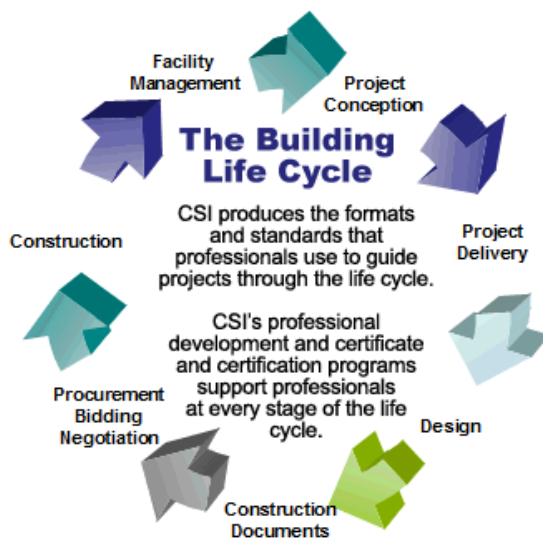 Facility
Management
Project
Conception
The Building
Life Cycle
CSI produces the formats
and standards that
professionals use to guide
projects through the life cycle.
Construction
Project
Delivery
CSI's professional
development and certificate
and certification programs
support professionals
at every stage of the life
cycle.
Procurement
Bidding
Negotiation
Design
Construction
Documents